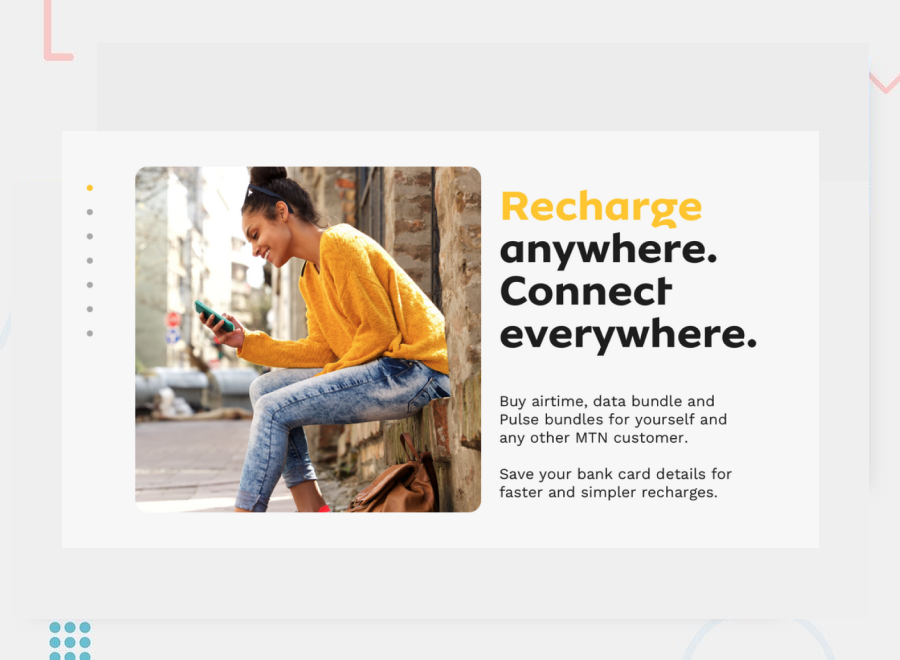 Recharge
anywhere.
Connect
everywhere.
Buy airtime, data bundle and
Pulse bundles for yourself and
any other MTN customer.
Save your bank card details for
faster and simpler recharges.